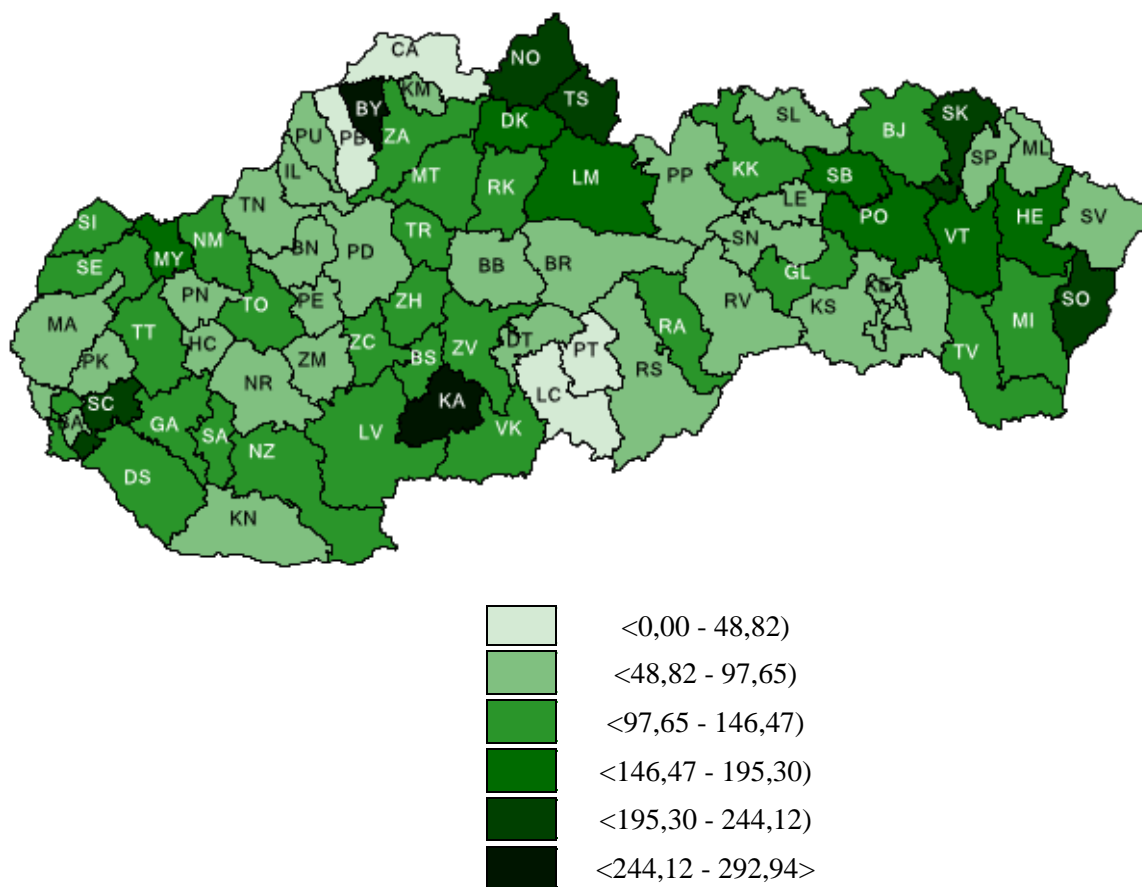 CA
NO
KM
BY
TS
PU
PB
ZA
DK
SL
SK
BJ
SP
ML
IL
MT
RK
LM
PP
KK
SB
TN
LE
PO
HE
SV
SI
NM
TR
VT
MY
BN
PD
BB
BR
SN
SE
GL
PN
TO
PE
ZH
RV
KS
KE
SO
MA
TT
HC
ZM
ZC
BS
ZV
DT
PT
RA
MI
TV
PK
NR
RS
SC
KA
LC
BA
GA
SA
LV
VK
NZ
DS
KN
<0,00 - 48,82)
<48,82 - 97,65)
<97,65 - 146,47)
<146,47 - 195,30)
<195,30 - 244,12)
<244,12 - 292,94>